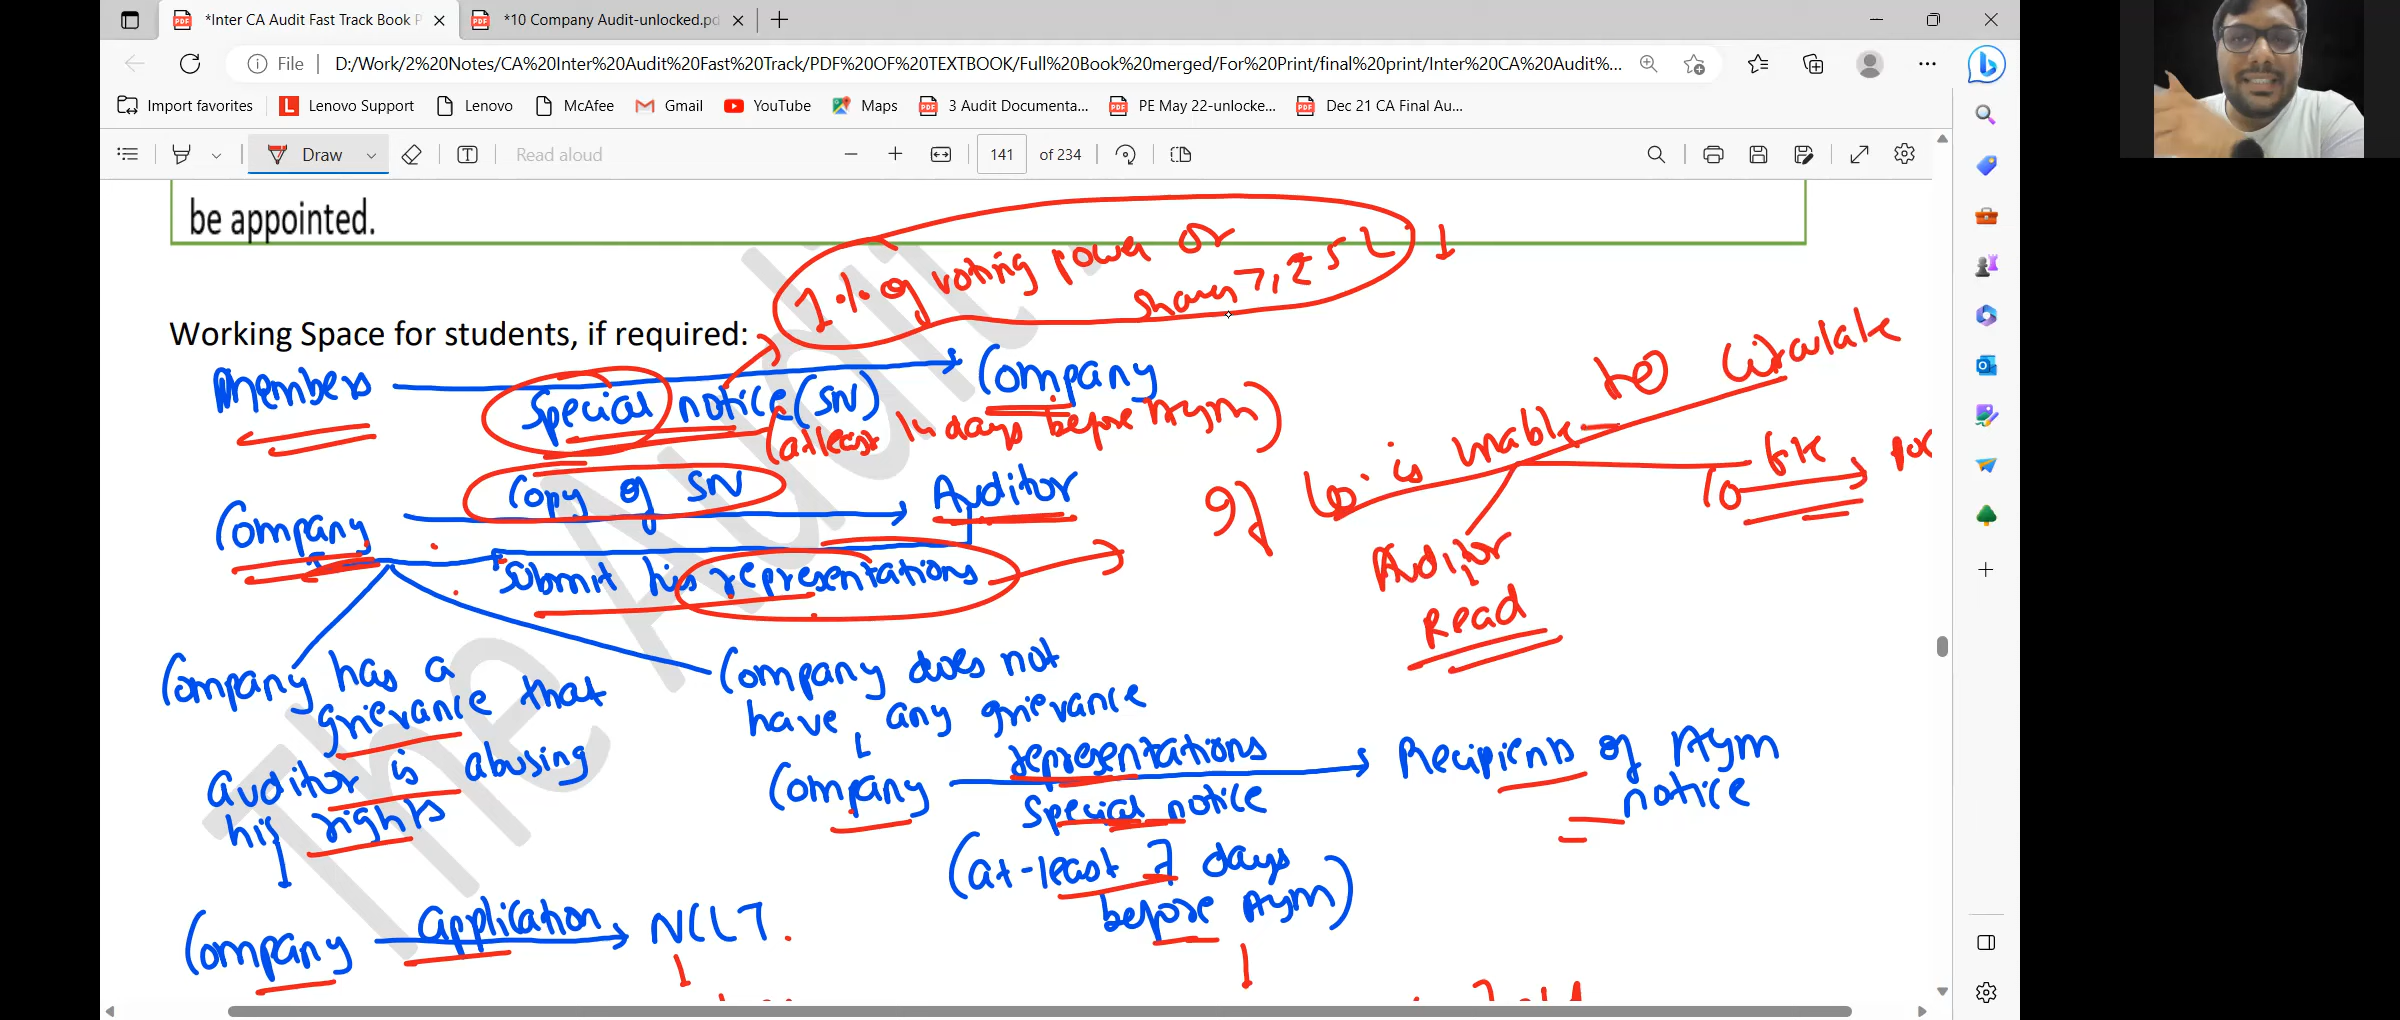 *Inter CA Audit Fast Track Book P
*10 Company Audit-unlocked.pd
File
D:/Work/2%20Notes/CA%20Inter%20Audit%20Fast%20Track/PDF%20OF%20TEXTBOOK/Full%20Book%20merged/For%20Print/final%20print/Inter%20CA%20Audit%...
Import favorites
Lenovo Support
Lenovo
McAfee
Gmail
YouTube
Maps
3 Audit Documenta...
PE May 22-unlocke...
Dec 21 CA Final Au...
Draw
Read aloud
141 of 234
be appointed.
1% of voting power or
shares 7, ₹ 5 L
Working Space for students, if required:
Members
Special notice (SN)
Company
(atleast 14 days before Agm)
Company
Copy of SN
Auditor
Submit his representations
If Co. is unable
to circulate
To file
Auditor
Read
Company has a
grievance that
auditor is abusing
his rights
Company does not
have any grievance
Company
representations
Special notice
Recipients of Agm
notice
(at-least 7 days
before Agm)
Company
application
NCLT.
The Audit